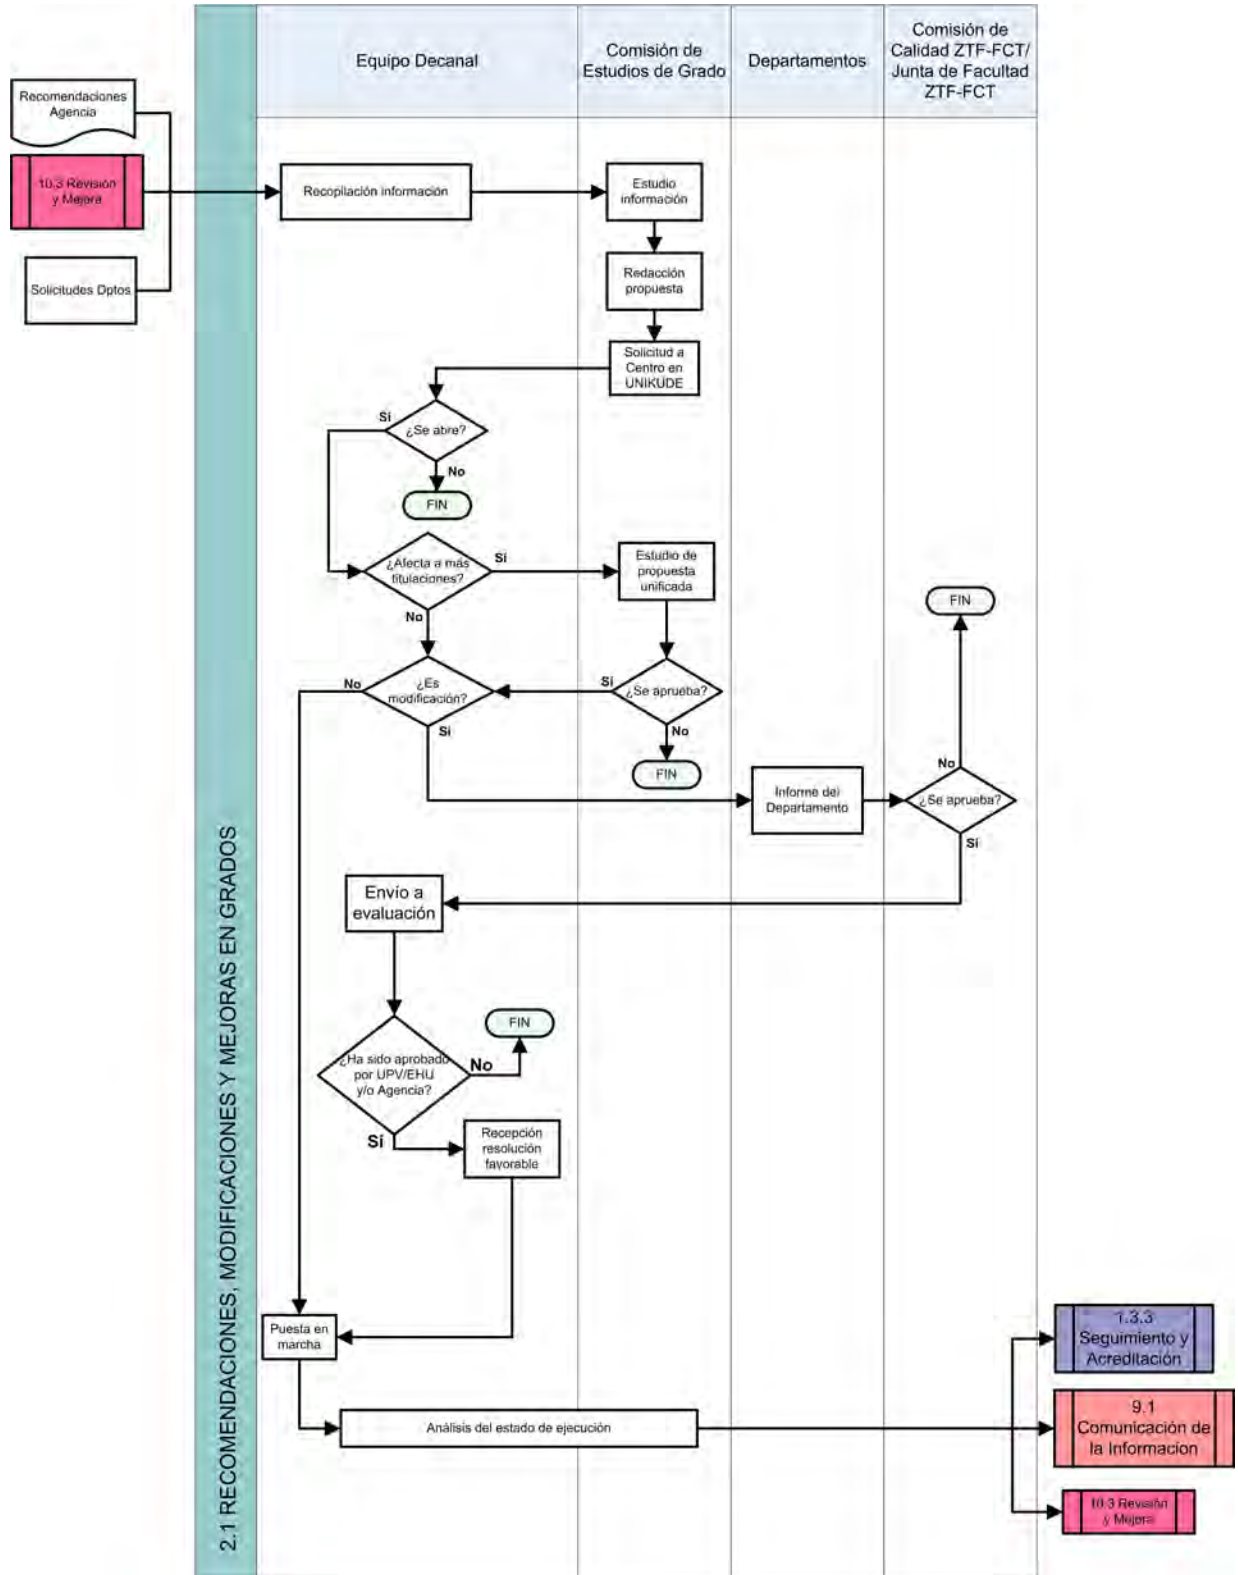 Equipo Decanal
Comisión de
Estudios de Grado
Departamentos
Comisión de
Calidad ZTF-FCT/
Junta de Facultad
ZTF-FCT
2.1 RECOMENDACIONES, MODIFICACIONES Y MEJORAS EN GRADOS
Recomendaciones
Agencia
10.3 Revisión
y Mejora
Solicitudes Dptos
Recopilación información
Estudio
información
Redacción
propuesta
Solicitud a
Centro en
UNIKUDE
¿Se abre?
Sí
No
FIN
¿Afecta a más
titulaciones?
Sí
No
Estudio de
propuesta
unificada
FIN
¿Es
modificación?
No
Sí
¿Se aprueba?
Sí
No
FIN
Informe del
Departamento
¿Se aprueba?
No
Sí
Envío a
evaluación
FIN
¿Ha sido aprobado
por UPV/EHU
y/o Agencia?
No
Sí
Recepción
resolución
favorable
Puesta en
marcha
Análisis del estado de ejecución
1.3.3
Seguimiento y
Acreditación
9.1
Comunicación de
la Informacion
10.3 Revisión
y Mejora